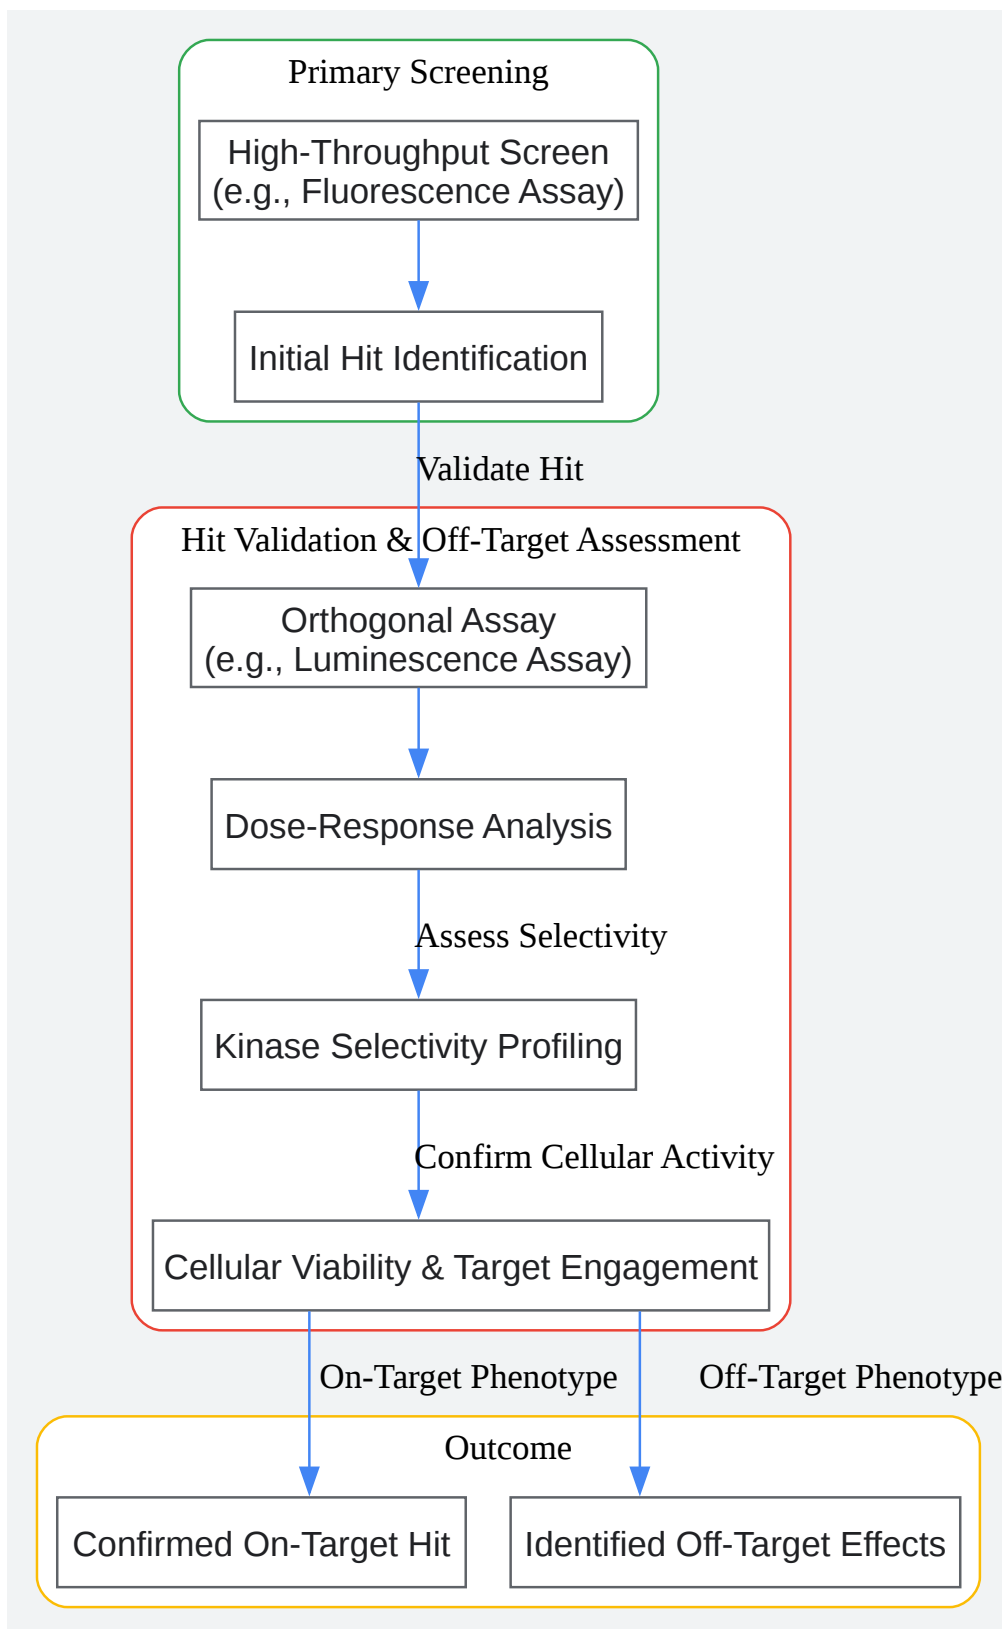 Primary Screening
High-Throughput Screen
(e.g., Fluorescence Assay)
Initial Hit Identification
Validate Hit
Hit Validation & Off-Target Assessment
Orthogonal Assay
(e.g., Luminescence Assay)
Dose-Response Analysis
Assess Selectivity
Kinase Selectivity Profiling
Confirm Cellular Activity
Cellular Viability & Target Engagement
On-Target Phenotype
Off-Target Phenotype
Outcome
Confirmed On-Target Hit
Identified Off-Target Effects